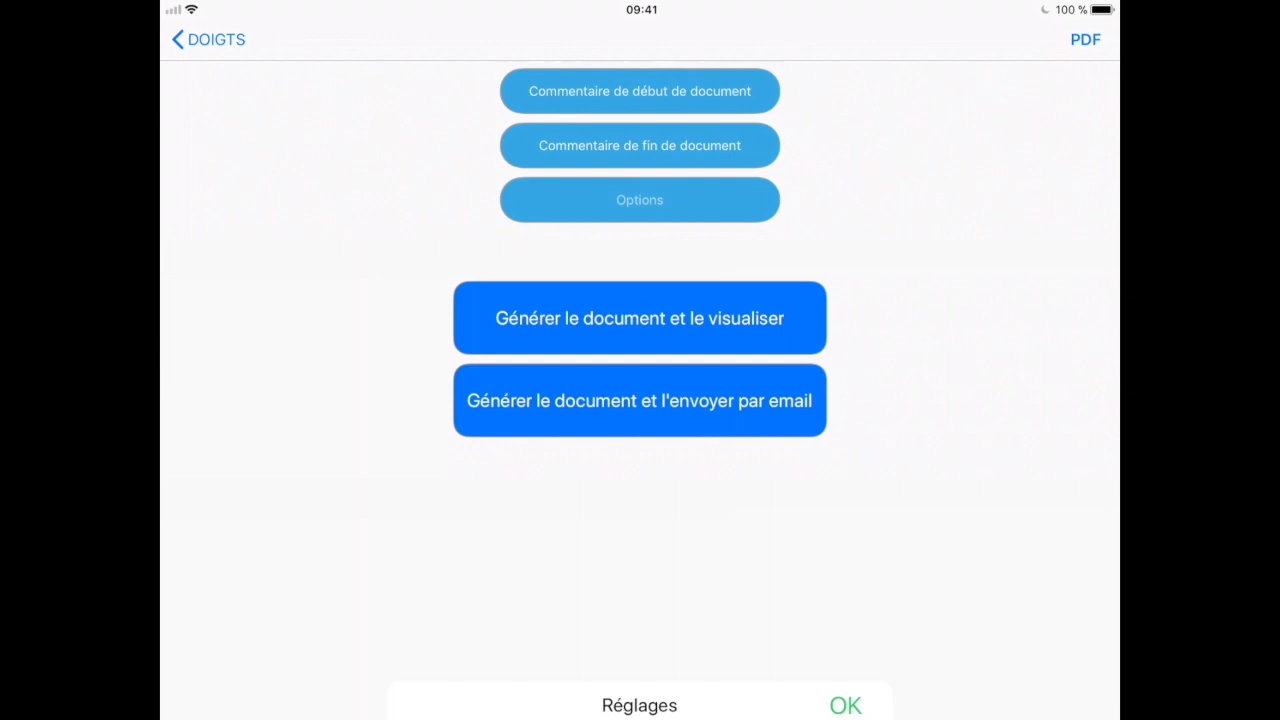 09:41
100 %
DOIGTS
PDF
Commentaire de début de document
Commentaire de fin de document
Options
Générer le document et le visualiser
Générer le document et l'envoyer par email
Réglages
OK